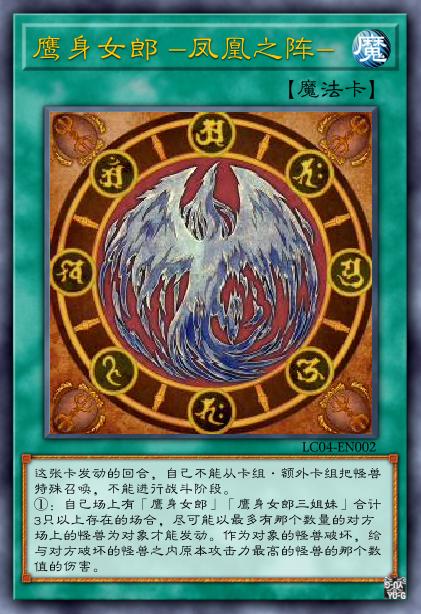 鹰身女郎 -凤凰之阵-
魔
【魔法卡】
LC04-EN002
这张卡发动的回合，自己不能从卡组·额外卡组把怪兽
特殊召唤，不能进行战斗阶段。
①：自己场上有「鹰身女郎」「鹰身女郎三姐妹」合计
3只以上存在的场合，尽可能以最多有那个数量的对方
场上的怪兽为对象才能发动。作为对象的怪兽破坏，给
与对方破坏的怪兽之内原本攻击力最高的怪兽的那个数
值的伤害。